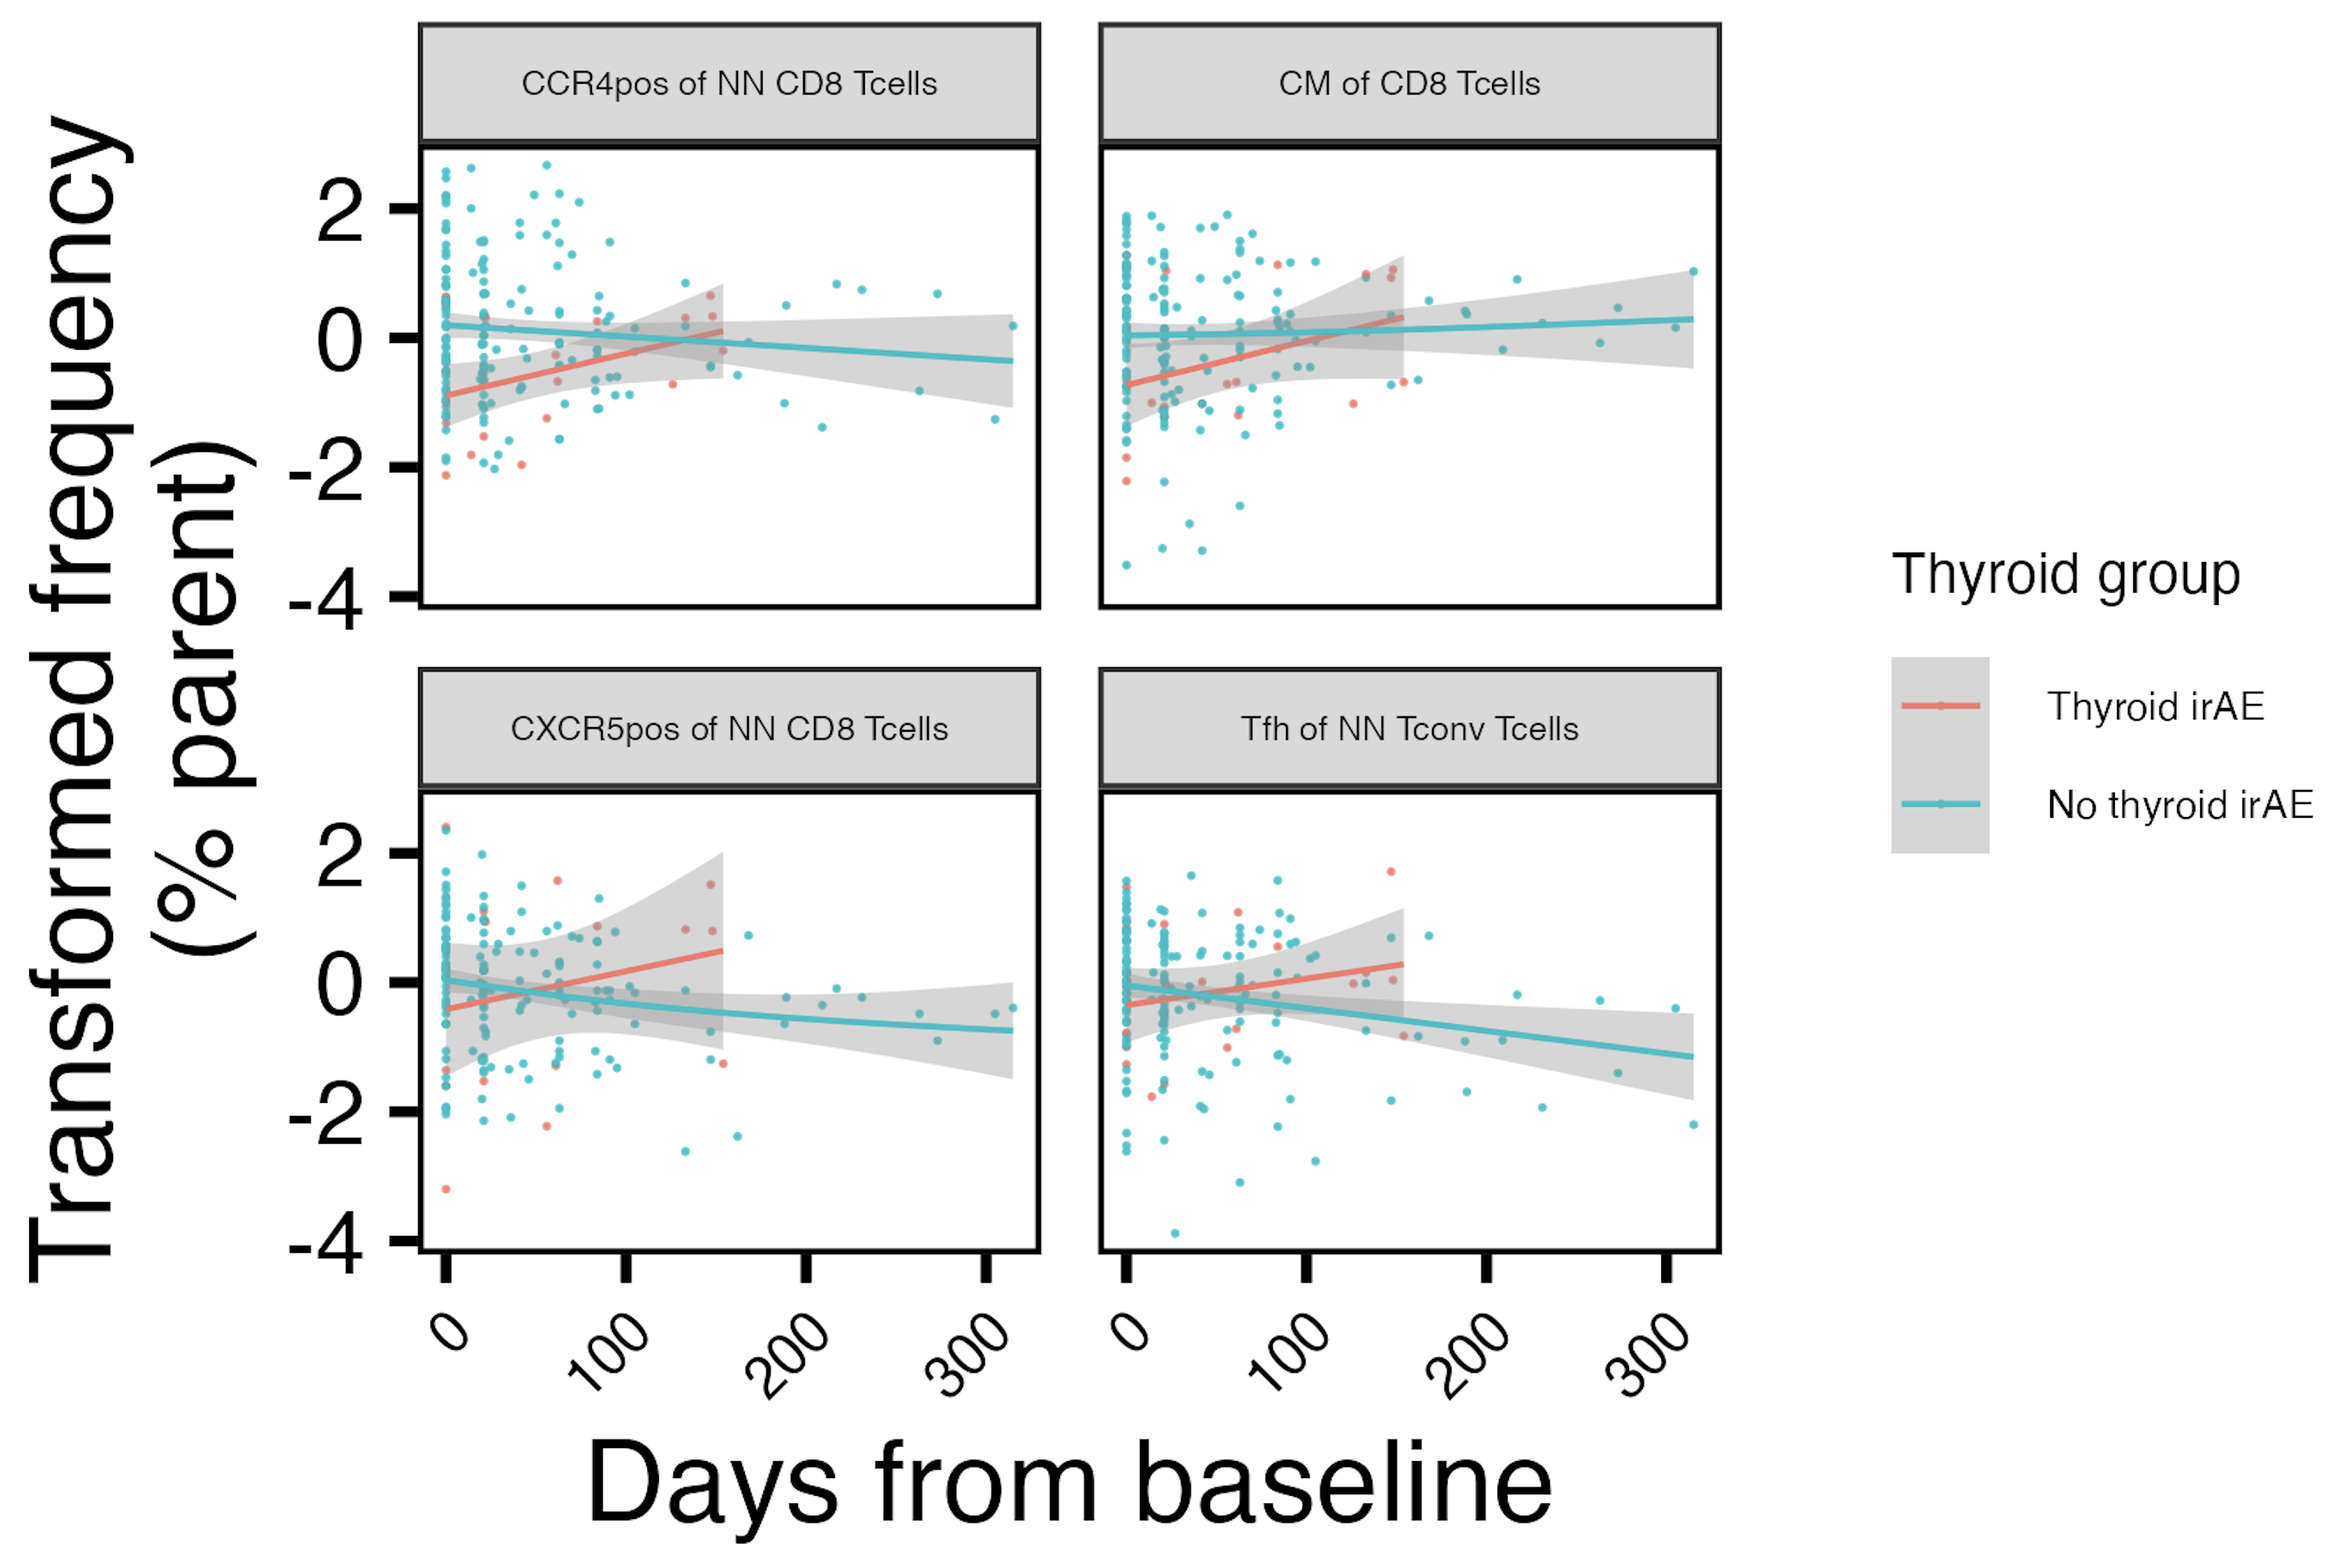 Transformed frequency
(% parent)
CCR4pos of NN CD8 Tcells
CM of CD8 Tcells
2
0
-2
-4
CXCR5pos of NN CD8 Tcells
Tfh of NN Tconv Tcells
2
0
-2
-4
0 100 200 300
0 100 200 300
Days from baseline
Thyroid group
Thyroid irAE
No thyroid irAE